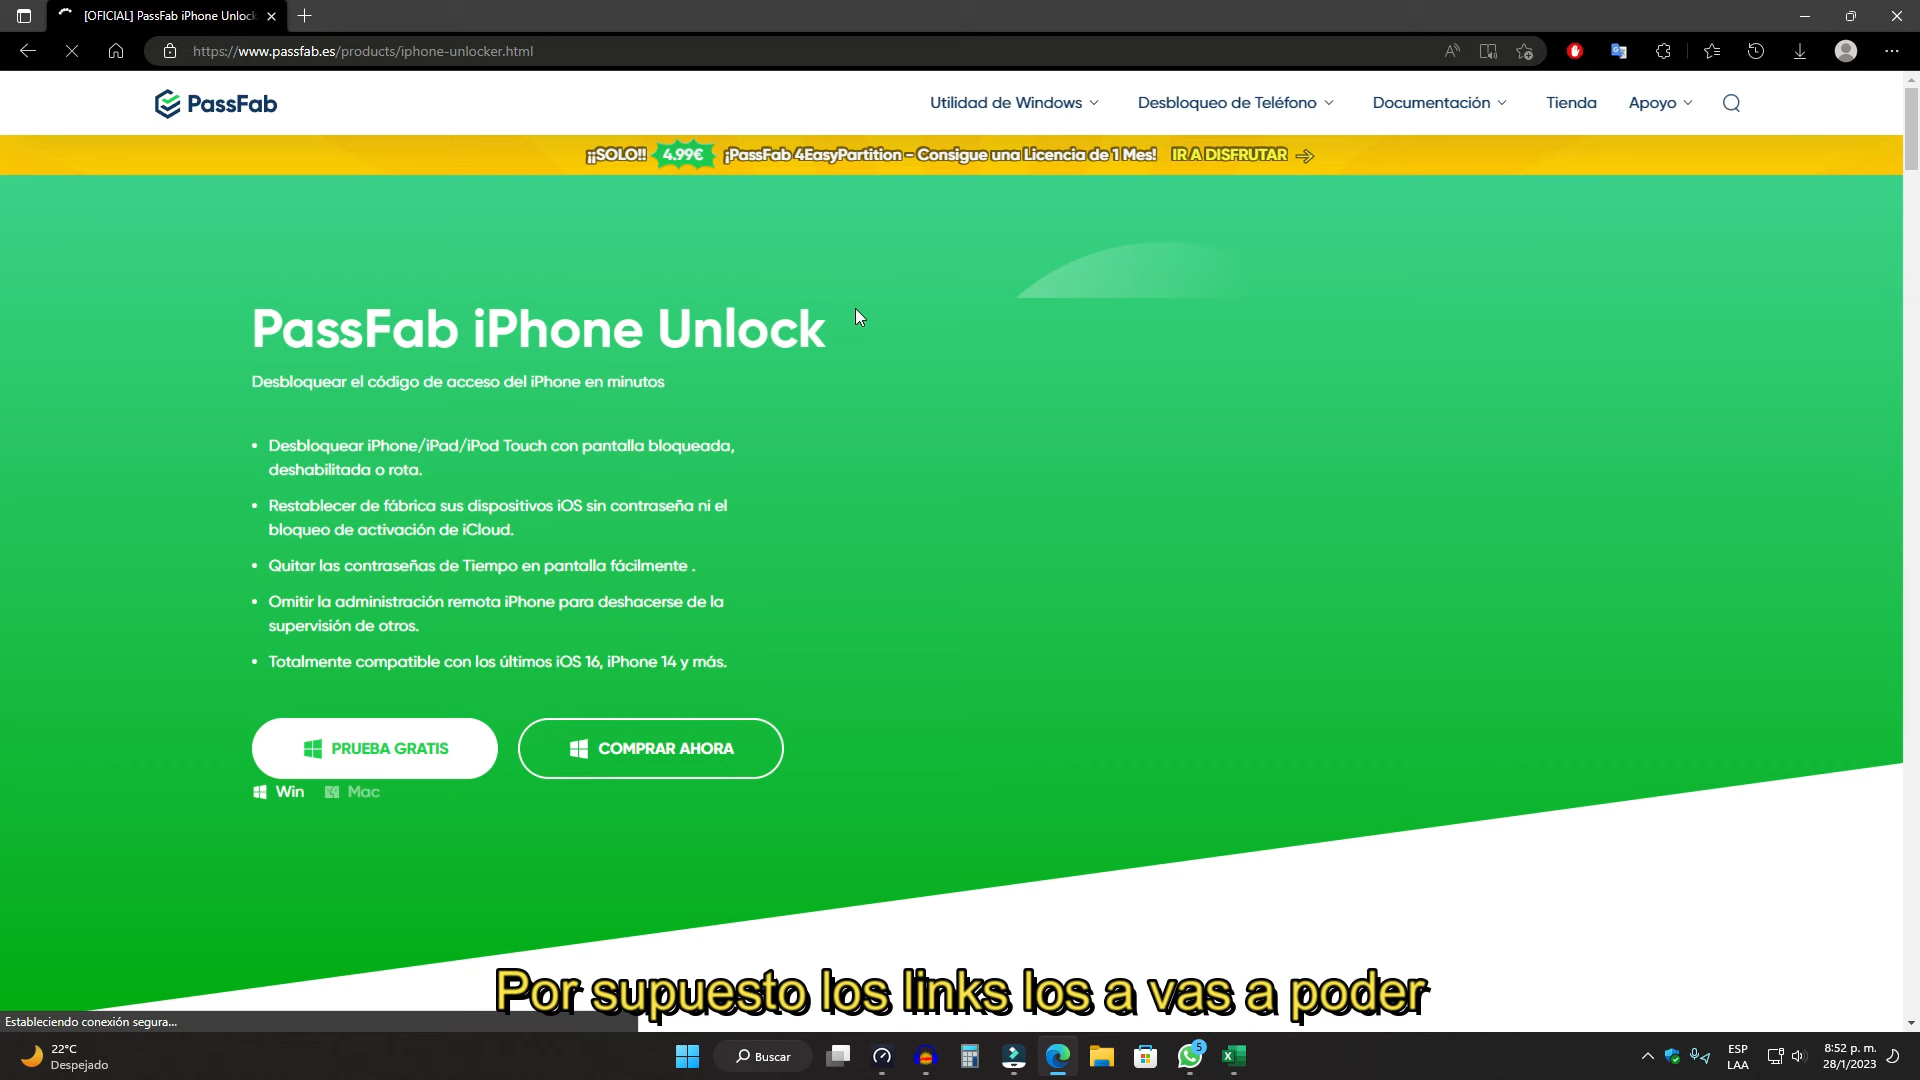 [OFICIAL] PassFab iPhone Unlock
https://www.passfab.es/products/iphone-unlocker.html
PassFab
Utilidad de Windows
Desbloqueo de Teléfono
Documentación
Tienda
Apoyo
¡¡SOLO!! 4.99€ ¡PassFab 4EasyPartition - Consigue una Licencia de 1 Mes! IR A DISFRUTAR
PassFab iPhone Unlock
Desbloquear el código de acceso del iPhone en minutos
• Desbloquear iPhone/iPad/iPod Touch con pantalla bloqueada,
deshabilitada o rota.
• Restablecer de fábrica sus dispositivos iOS sin contraseña ni el
bloqueo de activación de iCloud.
• Quitar las contraseñas de Tiempo en pantalla fácilmente .
• Omitir la administración remota iPhone para deshacerse de la
supervisión de otros.
• Totalmente compatible con los últimos iOS 16, iPhone 14 y más.
PRUEBA GRATIS
COMPRAR AHORA
Win
Mac
Por supuesto los links los a vas a poder
Estableciendo conexión segura...
22°C
Despejado
Buscar
5
ESP
LAA
8:52 p. m.
28/1/2023